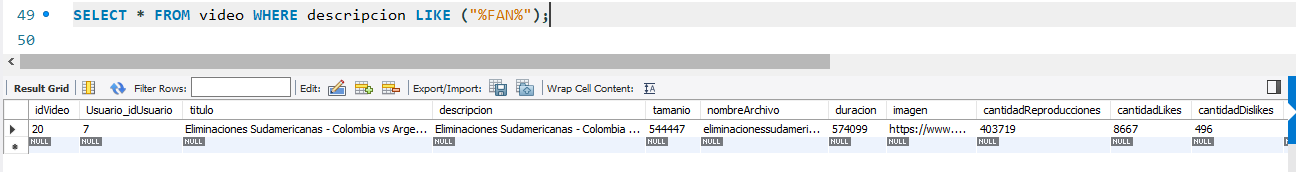 49 SELECT * FROM video WHERE descripcion LIKE ("%FAN%");
50
Result Grid Filter Rows: Edit: Export/Import: Wrap Cell Content: IA
idVideo Usuario_idUsuario titulo descripcion tamanio nombreArchivo duracion imagen cantidadReproducciones cantidadLikes cantidadDislikes
20 7 Eliminaciones Sudamericanas - Colombia vs Arge... Eliminaciones Sudamericanas - Colombia ... 544447 eliminacionessudameri... 574099 https://www.... 403719 8667 496
NULL NULL NULL NULL NULL NULL NULL NULL NULL NULL NULL